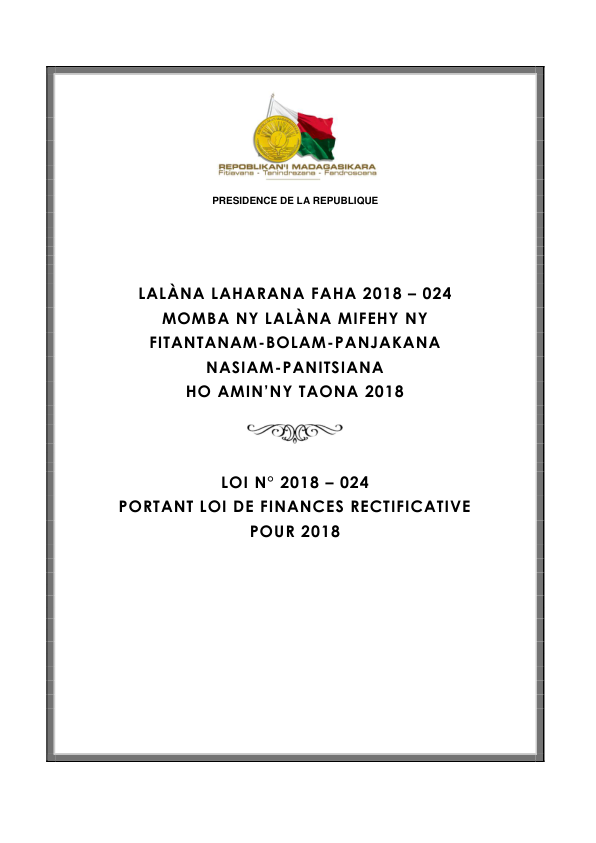 REPOBLIKAN'I MADAGASIKARA
Fitiavana - Tanindrazana - Fandrosoana
PRESIDENCE DE LA REPUBLIQUE
LALÀNA LAHARANA FAHA 2018 – 024
MOMBA NY LALÀNA MIFEHY NY
FITANTANAM-BOLAM-PANJAKANA
NASIAM-PANITSIANA
HO AMIN'NY TAONA 2018
LOI N° 2018 – 024
PORTANT LOI DE FINANCES RECTIFICATIVE
POUR 2018